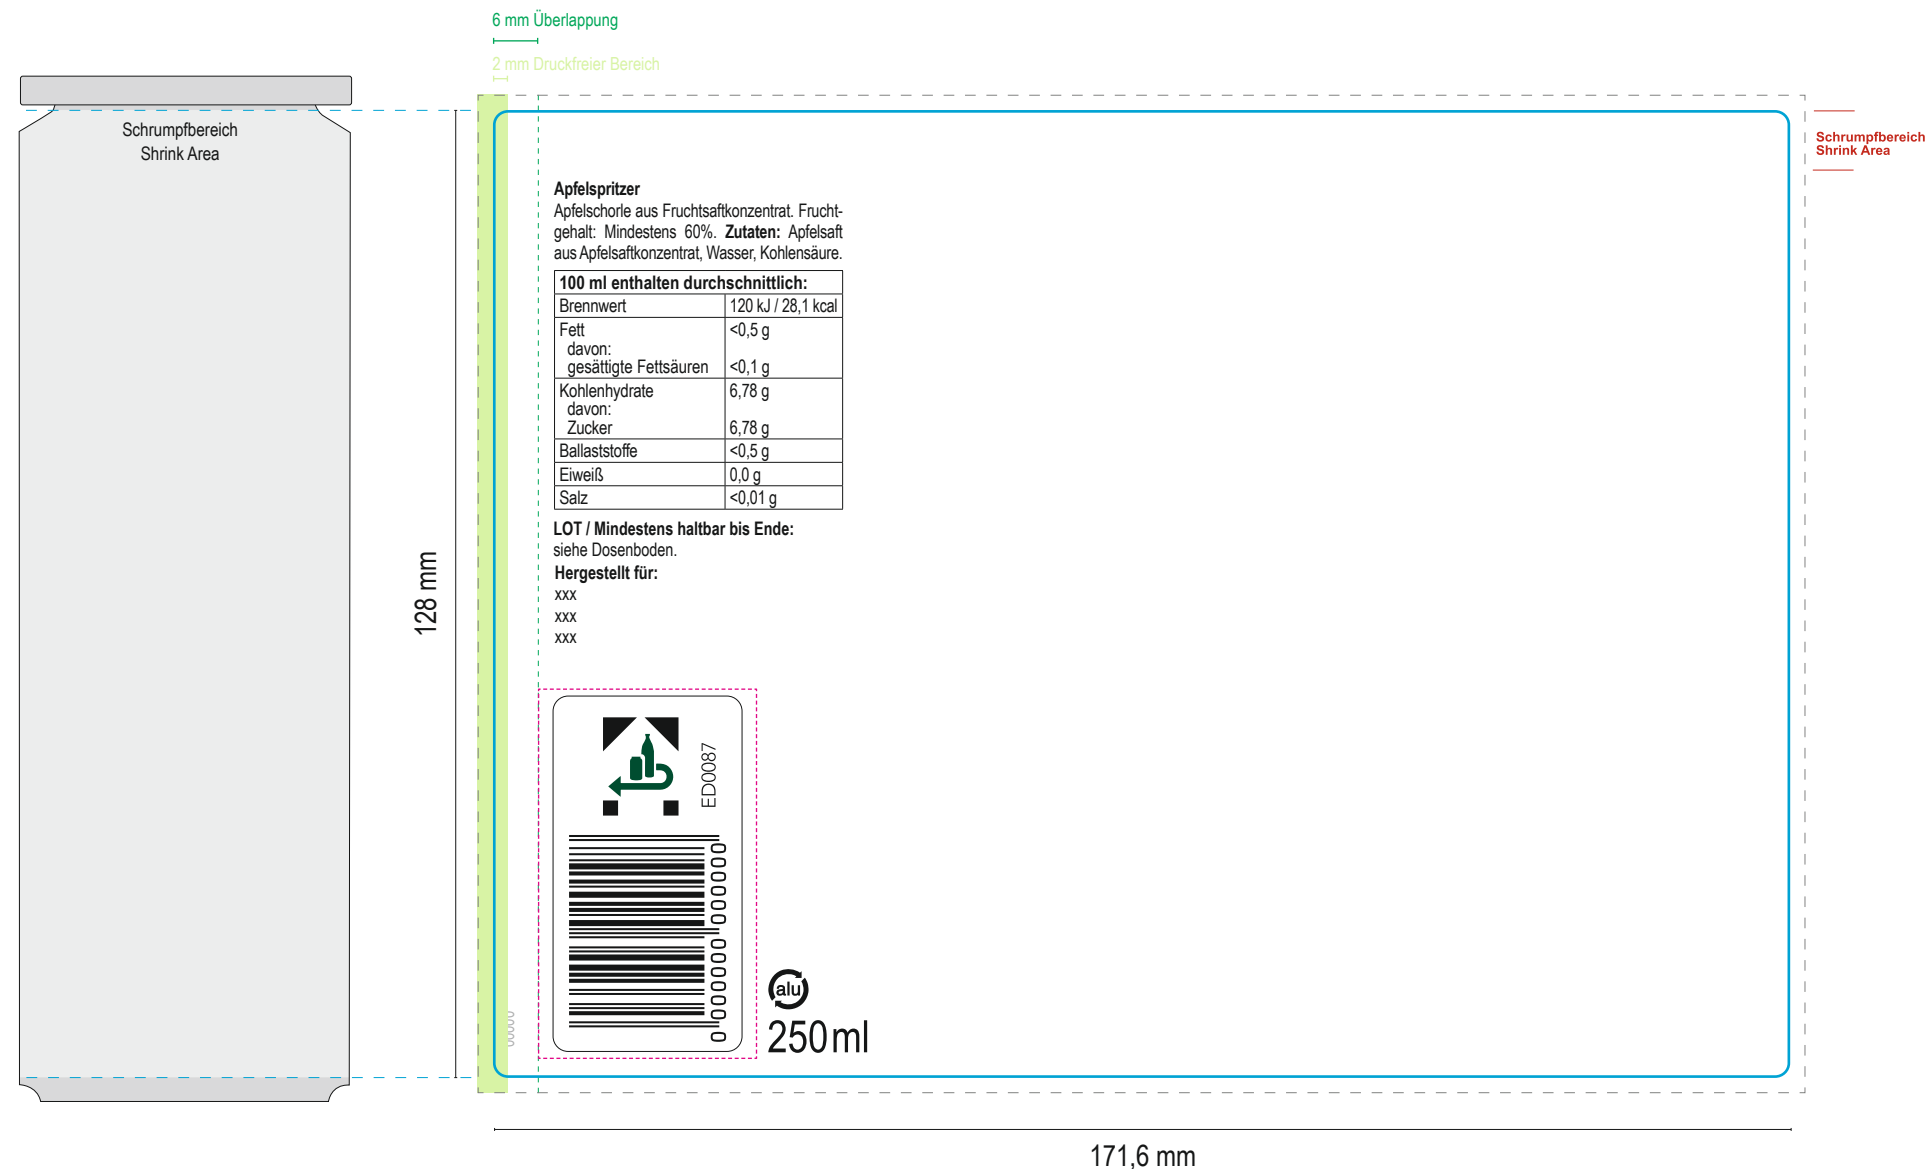 6 mm Überlappung
2 mm Druckfreier Bereich
Schrumpfbereich
Shrink Area
Schrumpfbereich
Shrink Area
Apfelspritzer
Apfelschorle aus Fruchtsaftkonzentrat. Frucht-
gehalt: Mindestens 60%. Zutaten: Apfelsaft
aus Apfelsaftkonzentrat, Wasser, Kohlensäure.
100 ml enthalten durchschnittlich:
Brennwert 120 kJ / 28,1 kcal
Fett <0,5 g
davon:
gesättigte Fettsäuren <0,1 g
Kohlenhydrate 6,78 g
davon:
Zucker 6,78 g
Ballaststoffe <0,5 g
Eiweiß 0,0 g
Salz <0,01 g
LOT / Mindestens haltbar bis Ende:
siehe Dosenboden.
Hergestellt für:
xxx
xxx
xxx
128 mm
ED0087
0 000000 000000
00000
alu
250 ml
171,6 mm